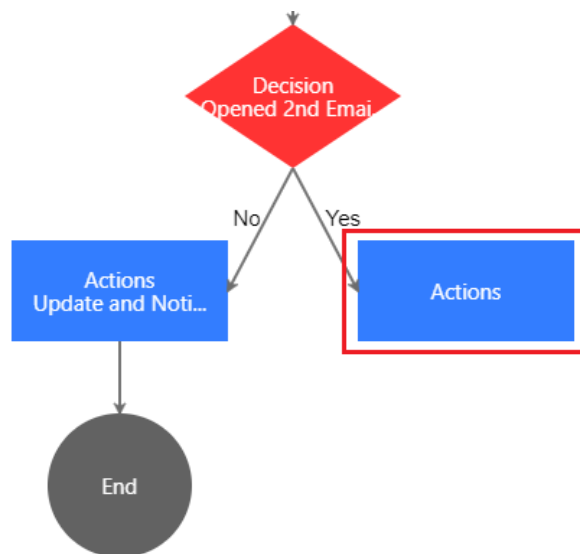 Decision
Opened 2nd Emai..
No
Yes
Actions
Update and Noti...
Actions
End